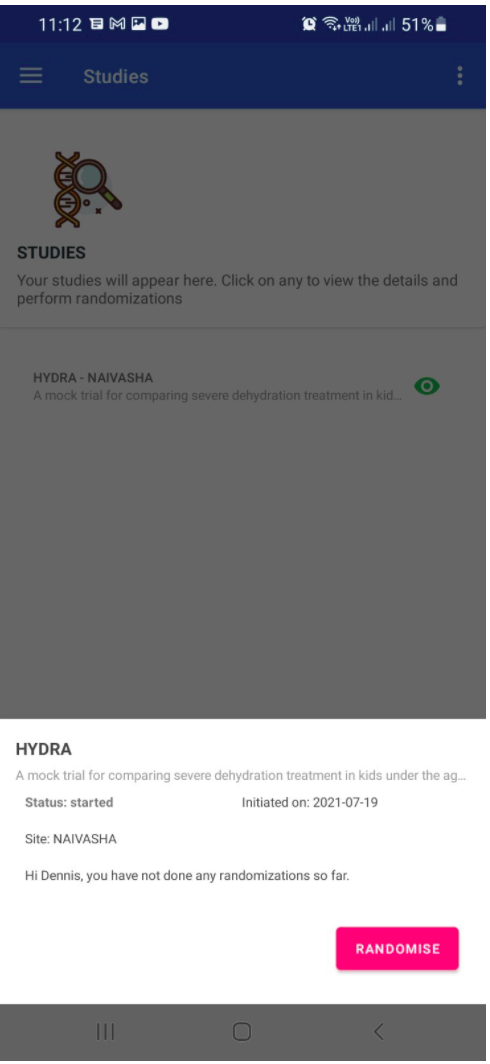 11:12
Vo)) LTE1
51%
Studies
STUDIES
Your studies will appear here. Click on any to view the details and
perform randomizations
HYDRA - NAIVASHA
A mock trial for comparing severe dehydration treatment in kid...
HYDRA
A mock trial for comparing severe dehydration treatment in kids under the ag...
Status: started
Initiated on: 2021-07-19
Site: NAIVASHA
Hi Dennis, you have not done any randomizations so far.
RANDOMISE